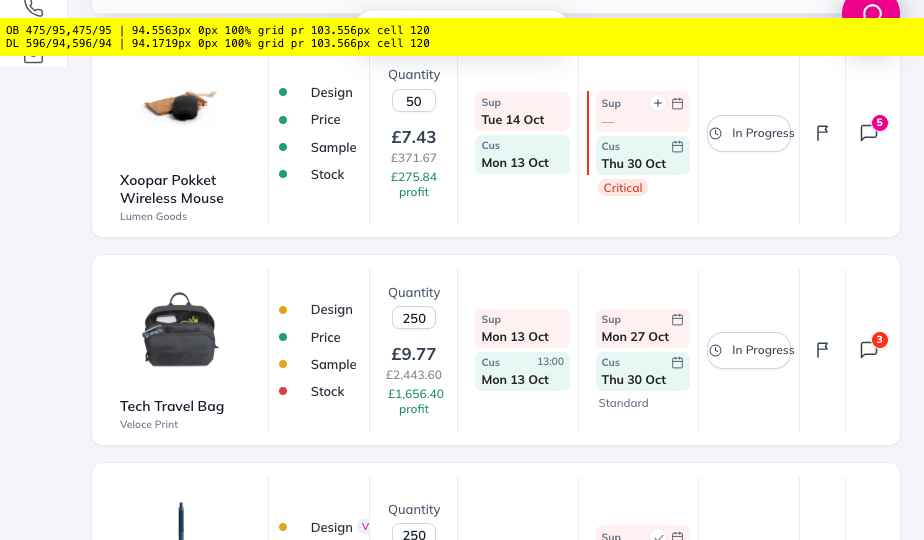 OB 475/95,475/95 | 94.5563px 0px 100% grid pr 103.556px cell 120
DL 596/94,596/94 | 94.1719px 0px 100% grid pr 103.566px cell 120
Xoopar Pokket
Wireless Mouse
Lumen Goods
Design
Price
Sample
Stock
Quantity
50
£7.43
£371.67
£275.84
profit
Sup
Tue 14 Oct
Cus
Mon 13 Oct
Sup
—
Cus
Thu 30 Oct
Critical
In Progress
5
Tech Travel Bag
Veloce Print
Design
Price
Sample
Stock
Quantity
250
£9.77
£2,443.60
£1,656.40
profit
Sup
Mon 13 Oct
Cus 13:00
Mon 13 Oct
Sup
Mon 27 Oct
Cus
Thu 30 Oct
Standard
In Progress
3
Design V
Quantity
250
Sup